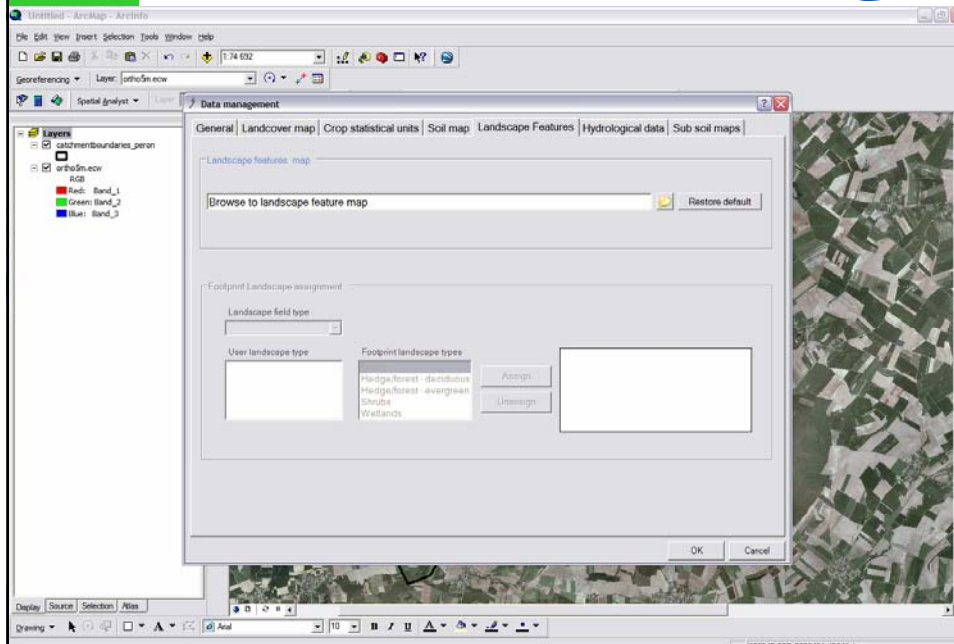 Untitled - ArcMap - ArcInfo
File Edit View Insert Selection Tools Window Help
1:74 692
Georeferencing Layer: ortho5m.ecw
Spatial Analyst Layer
Data management
General Landcover map Crop statistical units Soil map Landscape Features Hydrological data Sub soil maps
Layers
catchmentboundaries_peron
ortho5m.ecw
RGB
Red: Band_1
Green: Band_2
Blue: Band_3
Landscape features map
Browse to landscape feature map Restore default
Footprint Landscape assignment
Landscape field type
User landscape type Footprint landscape types
Hedge/forest - deciduous
Hedge/forest - evergreen
Shrubs
Wetlands
Assign
Unassign
OK Cancel
Display Source Selection Atlas
Drawing A Arial 10 B I U A